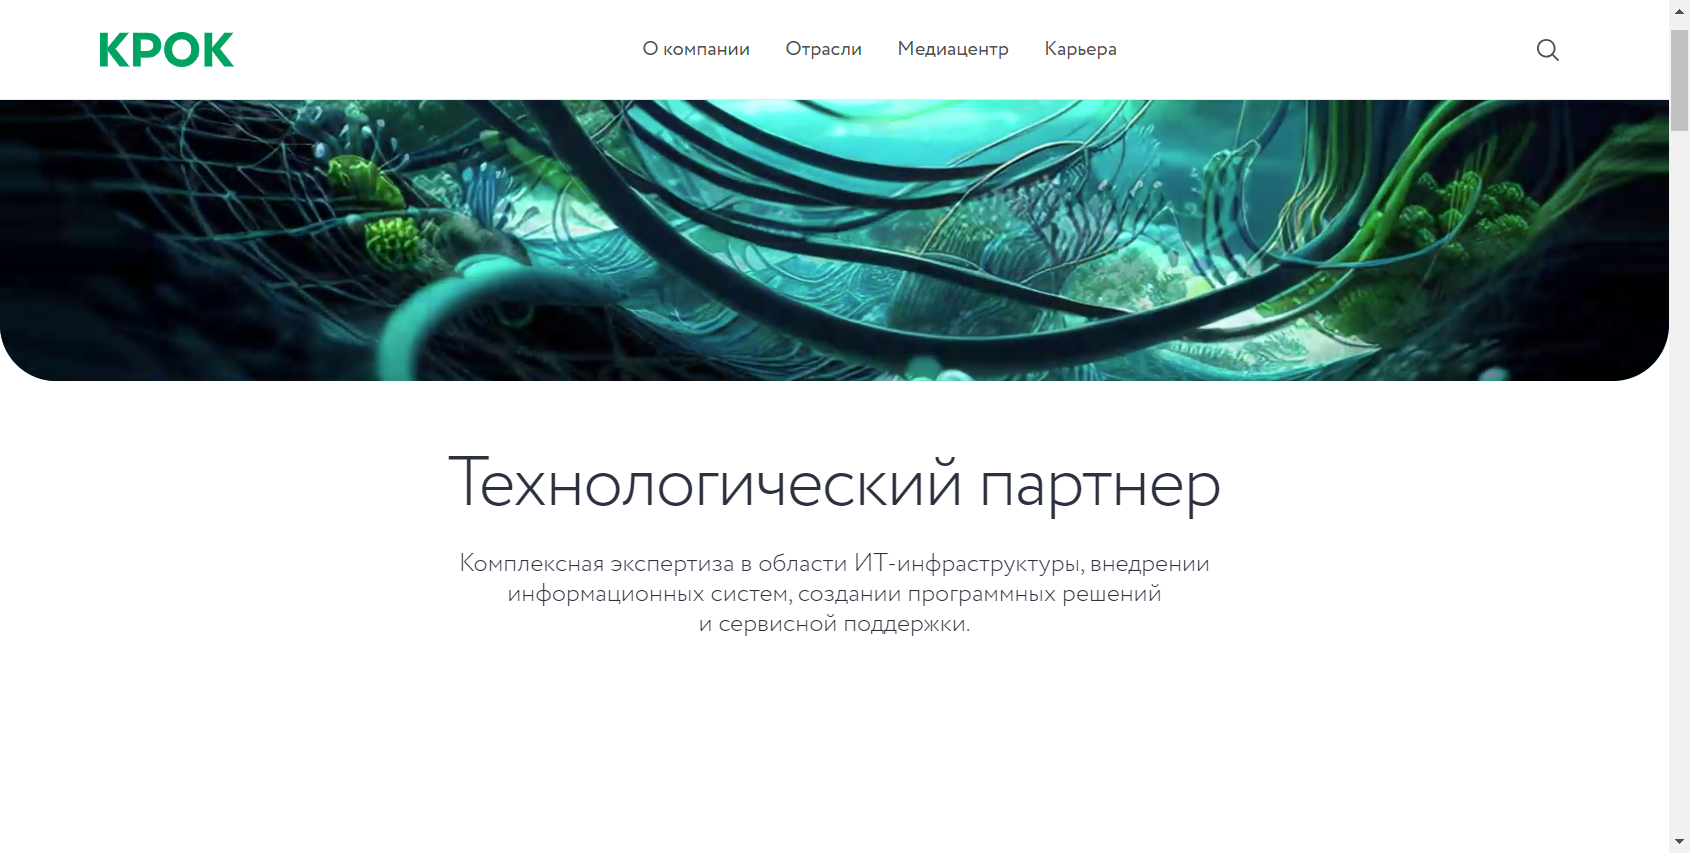 КРОК
О компании Отрасли Медиацентр Карьера
Технологический партнер
Комплексная экспертиза в области ИТ-инфраструктуры, внедрении
информационных систем, создании программных решений
и сервисной поддержки.